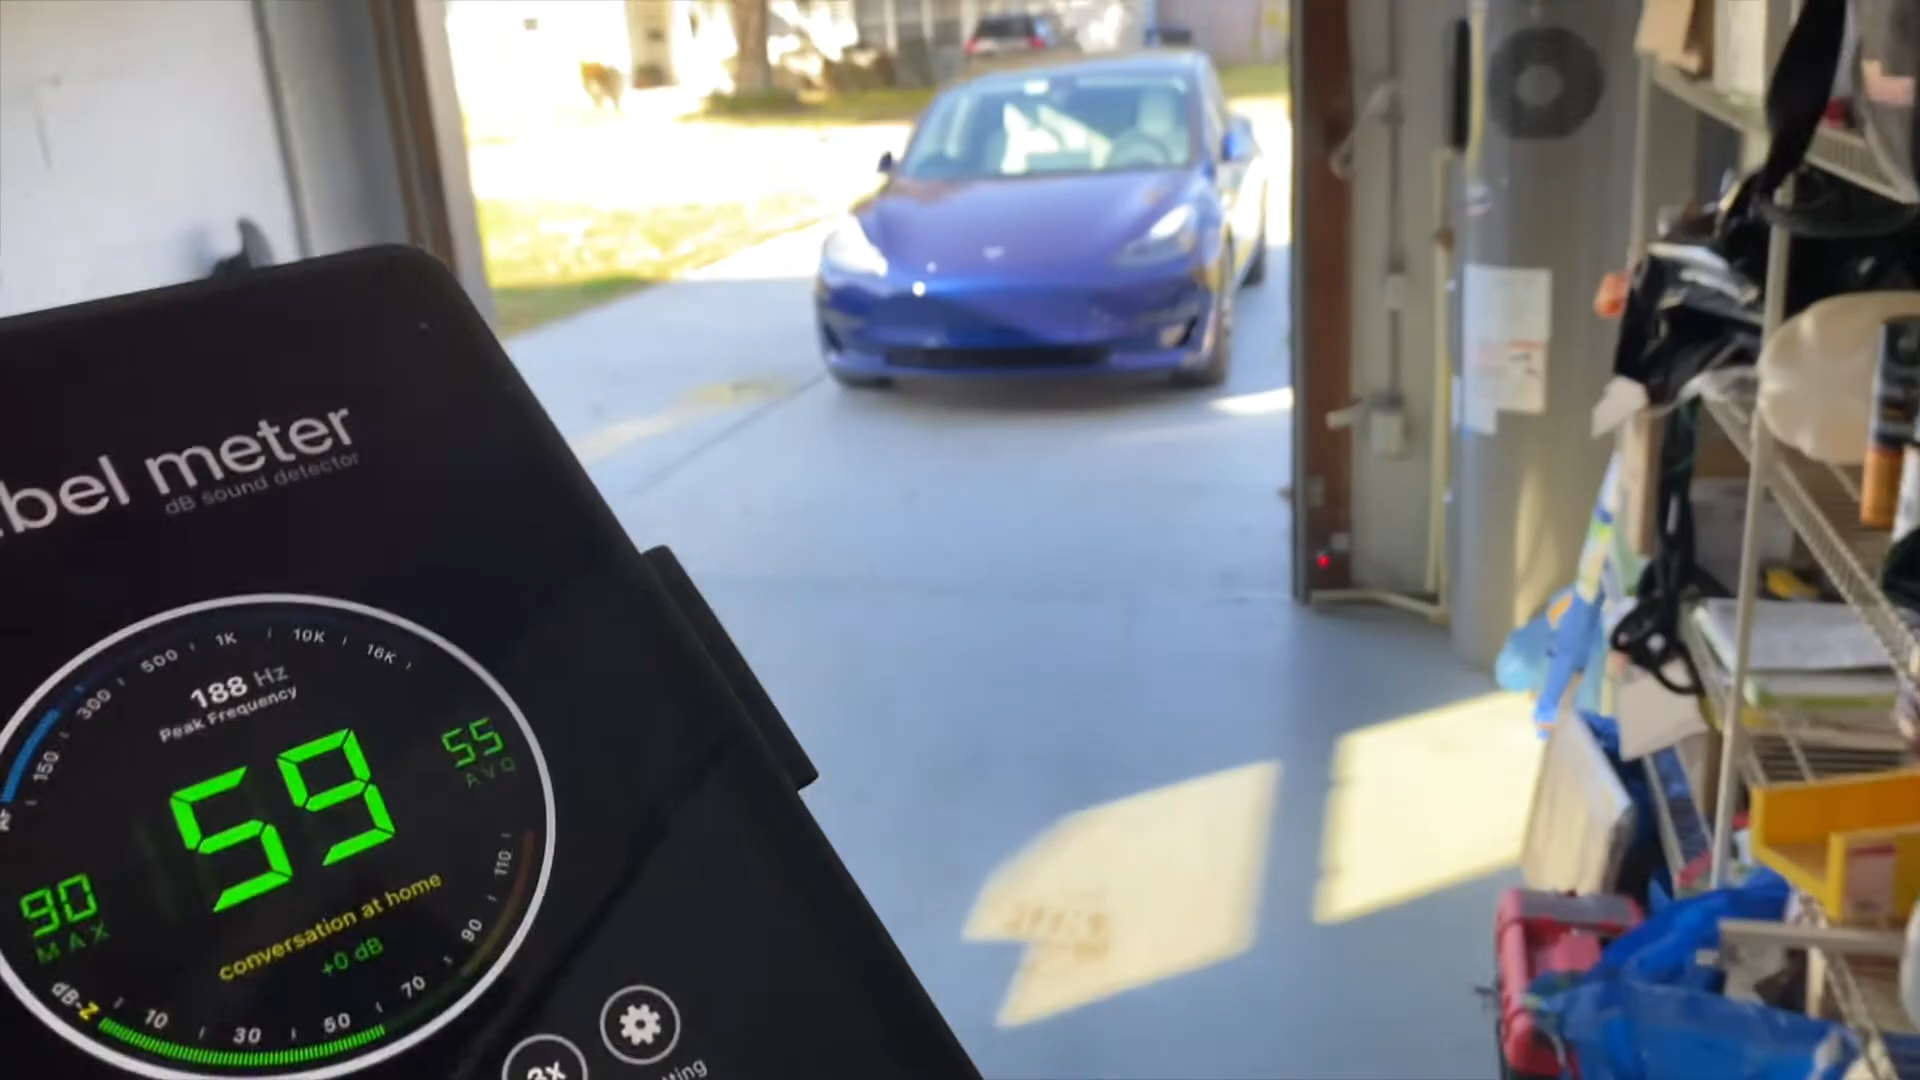 bel meter
dB sound detector
150
300
500
1K
10K
16K
188 Hz
Peak Frequency
59
55
AVG
90
MAX
conversation at home
+0 dB
dB-Z
10
30
50
70
90
110